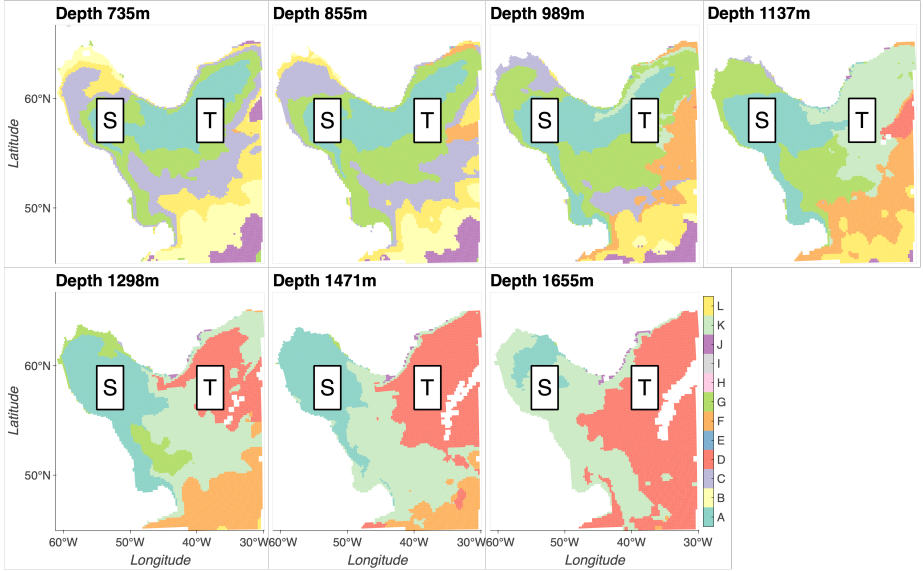 Depth 735m
Depth 855m
Depth 989m
Depth 1137m
Latitude
60°N
50°N
S
T
S
T
S
T
S
T
Depth 1298m
Depth 1471m
Depth 1655m
Latitude
60°N
50°N
S
T
S
T
S
T
L
K
J
I
H
G
F
E
D
C
B
A
60°W 50°W 40°W 30°W
60°W 50°W 40°W 30°W
60°W 50°W 40°W 30°W
Longitude
Longitude
Longitude